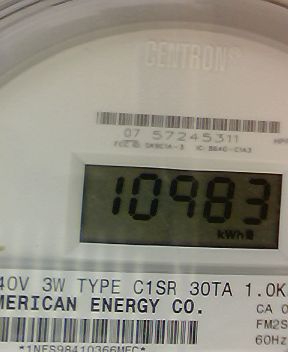 CENTRON®
07 57245311
10983
kWh
40V 3W TYPE C1SR 30TA 1.0K
MERICAN ENERGY CO.
CA 0
FM2S
60Hz
*1NES98410366MEC*